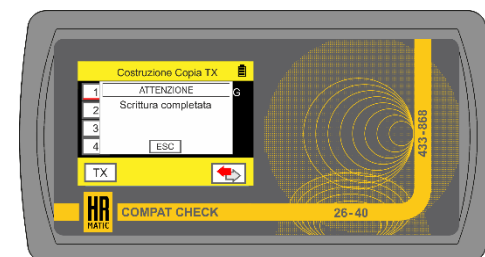 Costruzione Copia TX
1
ATTENZIONE
G
2
Scrittura completata
3
4
ESC
TX
433-868
HR
MATIC
COMPAT CHECK
26-40